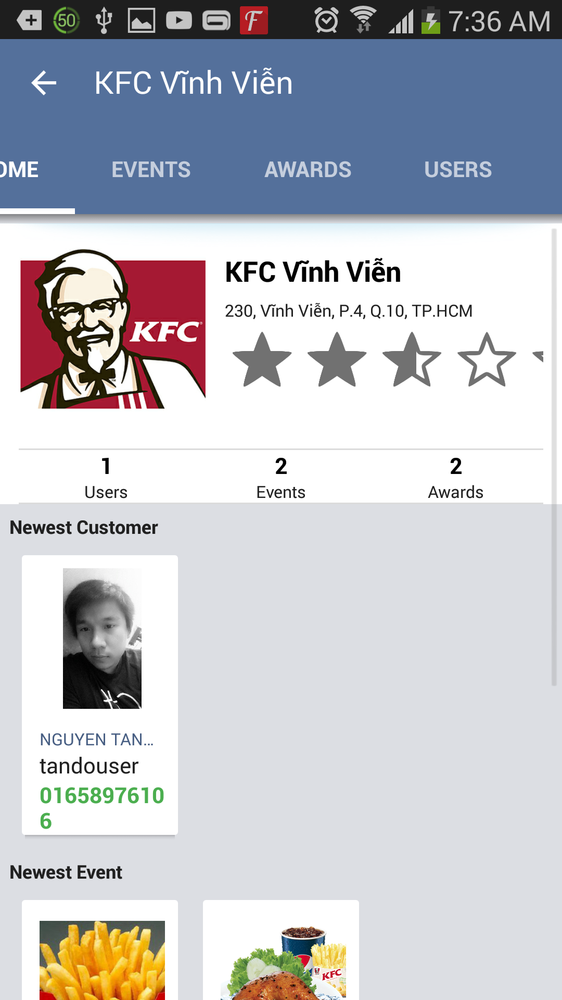 50
7:36 AM
KFC Vĩnh Viễn
OME EVENTS AWARDS USERS
KFC
KFC Vĩnh Viễn
230, Vĩnh Viễn, P.4, Q.10, TP.HCM
1 2 2
Users Events Awards
Newest Customer
NGUYEN TAN...
tandouser
0165897610
6
Newest Event
KFC